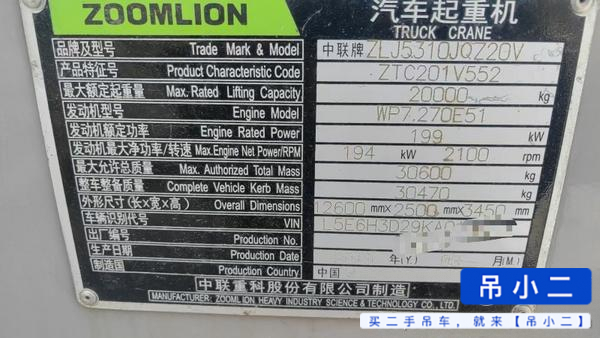 ZOOMLION 汽车起重机
TRUCK CRANE
品牌及型号 Trade Mark & Model 中联牌 ZLJ5310JQZ20V
产品特征号 Product Characteristic Code ZTC201V552
最大额定起重量 Max. Rated Lifting Capacity 20000 kg
发动机型号 Engine Model WP7.270E51
发动机额定功率 Engine Rated Power 199 kW
发动机最大净功率/转速 Max.Engine Net Power/RPM 194 kW 2100 rpm
最大允许总质量 Max. Authorized Total Mass 30600 kg
整车整备质量 Complete Vehicle Kerb Mass 30470 kg
外形尺寸(长×宽×高) Overall Dimensions 12600 mm×2500 mm×3450 mm
车辆识别代号 VIN L5E6H3D29KA0
出厂编号 Production No.
生产日期 Production Date 年(Y) 月(M)
制造国 Production Country 中国
中联重科股份有限公司制造
MANUFACTURER: ZOOMLION HEAVY INDUSTRY SCIENCE & TECHNOLOGY CO., LTD.
吊小二
买二手吊车,就来【吊小二】